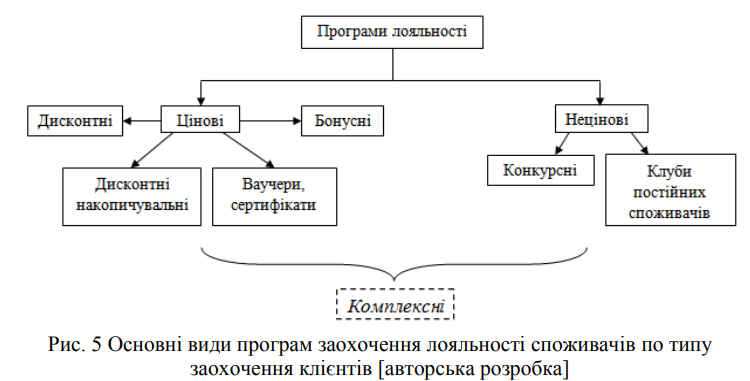 Програми лояльності
Дисконтні
Цінові
Бонусні
Нецінові
Дисконтні
накопичувальні
Ваучери,
сертифікати
Конкурсні
Клуби
постійних
споживачів
Комплексні
Рис. 5 Основні види програм заохочення лояльності споживачів по типу
заохочення клієнтів [авторська розробка]